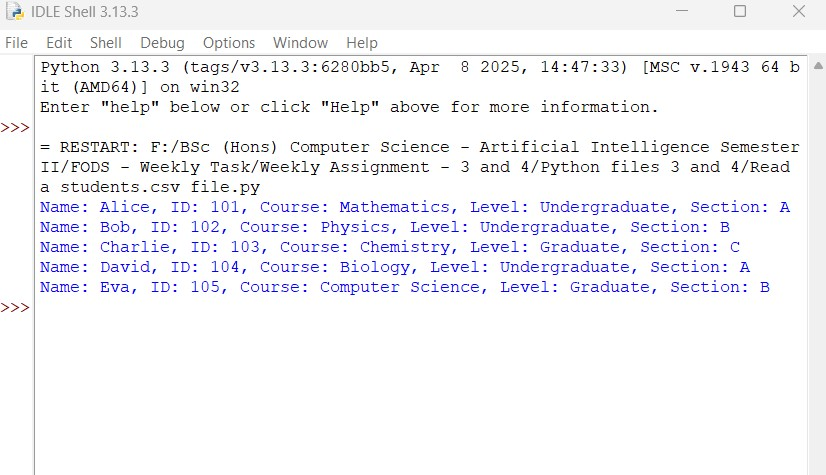 IDLE Shell 3.13.3
File Edit Shell Debug Options Window Help
Python 3.13.3 (tags/v3.13.3:6280bb5, Apr  8 2025, 14:47:33) [MSC v.1943 64 b
it (AMD64)] on win32
Enter "help" below or click "Help" above for more information.
>>>
= RESTART: F:/BSc (Hons) Computer Science - Artificial Intelligence Semester
II/FODS - Weekly Task/Weekly Assignment - 3 and 4/Python files 3 and 4/Read
a students.csv file.py
Name: Alice, ID: 101, Course: Mathematics, Level: Undergraduate, Section: A
Name: Bob, ID: 102, Course: Physics, Level: Undergraduate, Section: B
Name: Charlie, ID: 103, Course: Chemistry, Level: Graduate, Section: C
Name: David, ID: 104, Course: Biology, Level: Undergraduate, Section: A
Name: Eva, ID: 105, Course: Computer Science, Level: Graduate, Section: B
>>>